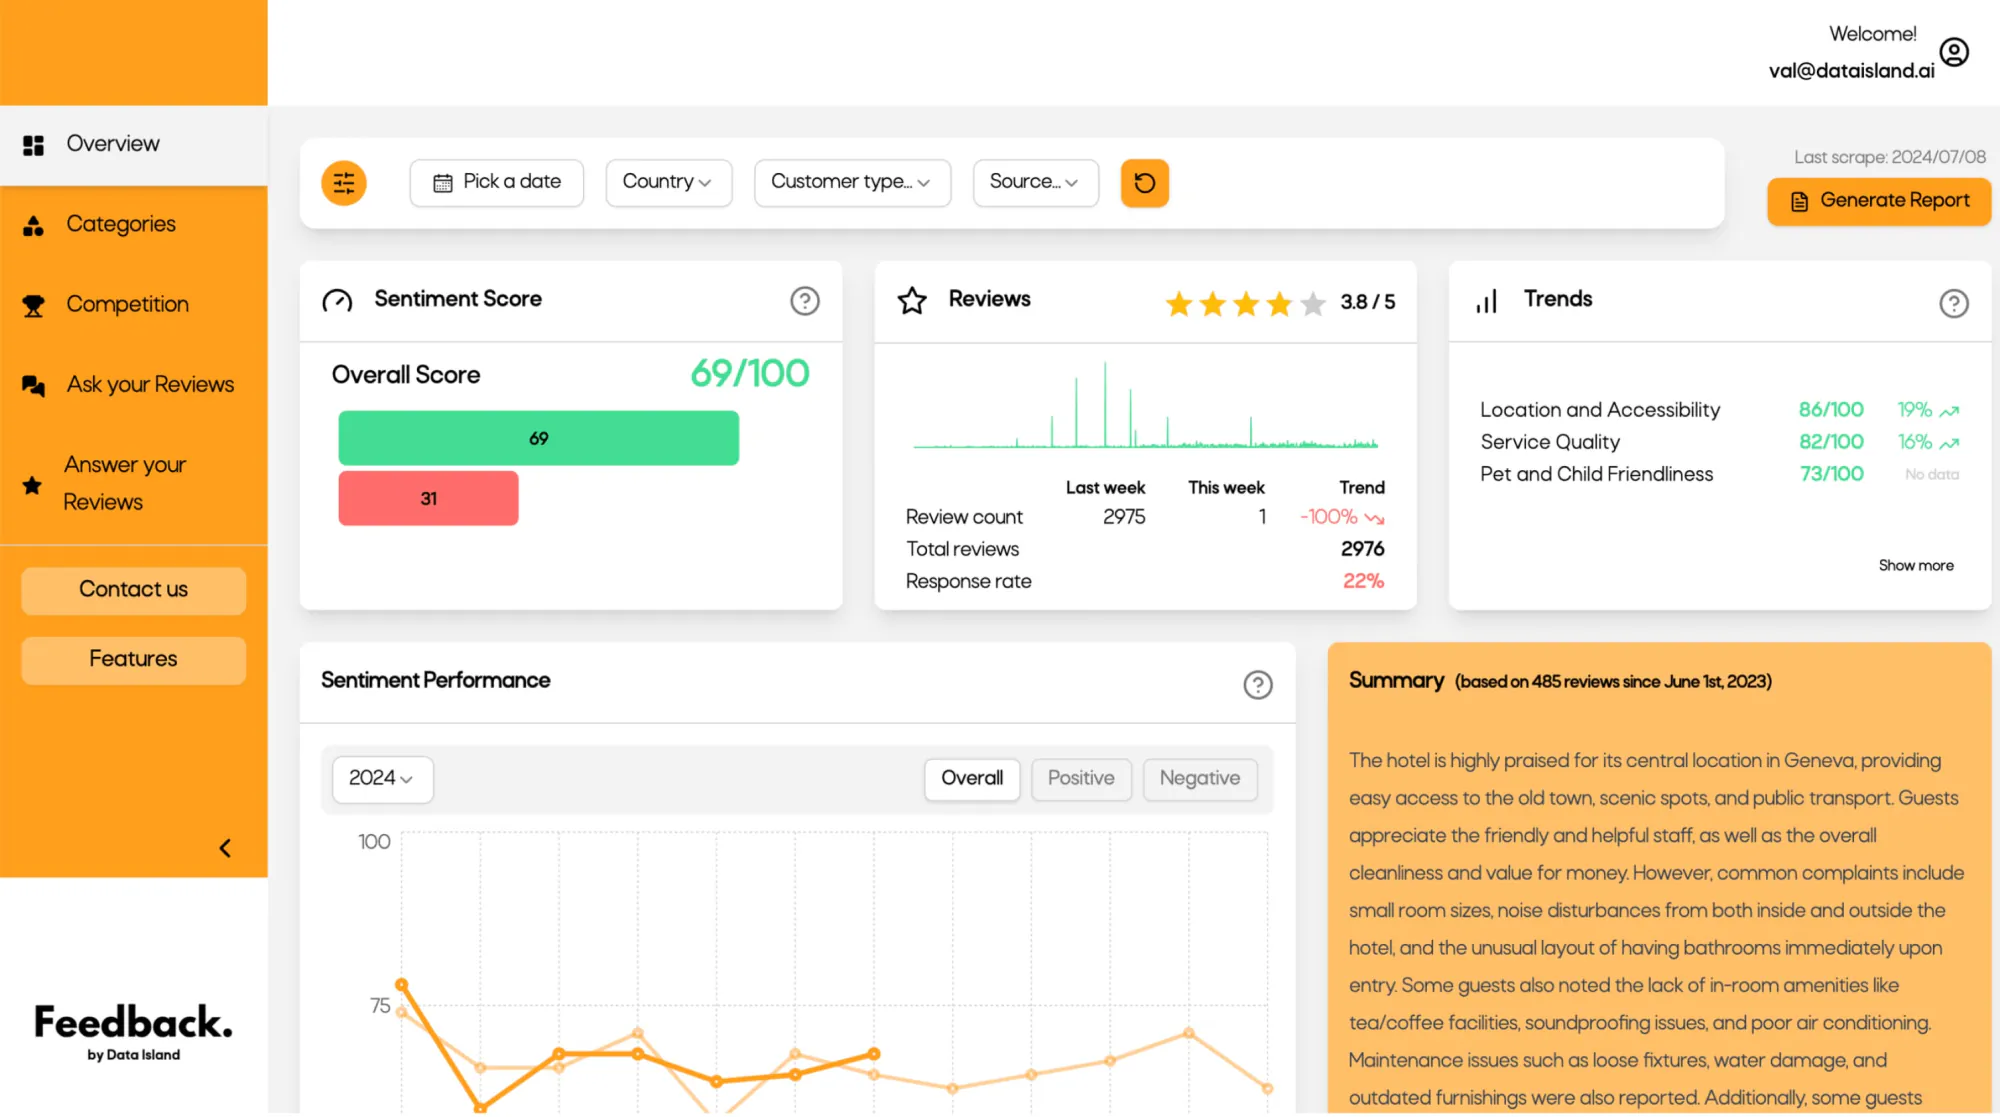 Welcome!
val@dataisland.ai
Overview
Categories
Competition
Ask your Reviews
Answer your
Reviews
Contact us
Features
Feedback.
by Data Island
Pick a date
Country
Customer type...
Source...
Last scrape: 2024/07/08
Generate Report
Sentiment Score
Overall Score 69/100
69
31
Reviews 3.8 / 5
Last week This week Trend
Review count 2975 1 -100%
Total reviews 2976
Response rate 22%
Trends
Location and Accessibility 86/100 19%
Service Quality 82/100 16%
Pet and Child Friendliness 73/100 No data
Show more
Sentiment Performance
2024 Overall Positive Negative
100
75
Summary (based on 485 reviews since June 1st, 2023)
The hotel is highly praised for its central location in Geneva, providing
easy access to the old town, scenic spots, and public transport. Guests
appreciate the friendly and helpful staff, as well as the overall
cleanliness and value for money. However, common complaints include
small room sizes, noise disturbances from both inside and outside the
hotel, and the unusual layout of having bathrooms immediately upon
entry. Some guests also noted the lack of in-room amenities like
tea/coffee facilities, soundproofing issues, and poor air conditioning.
Maintenance issues such as loose fixtures, water damage, and
outdated furnishings were also reported. Additionally, some guests